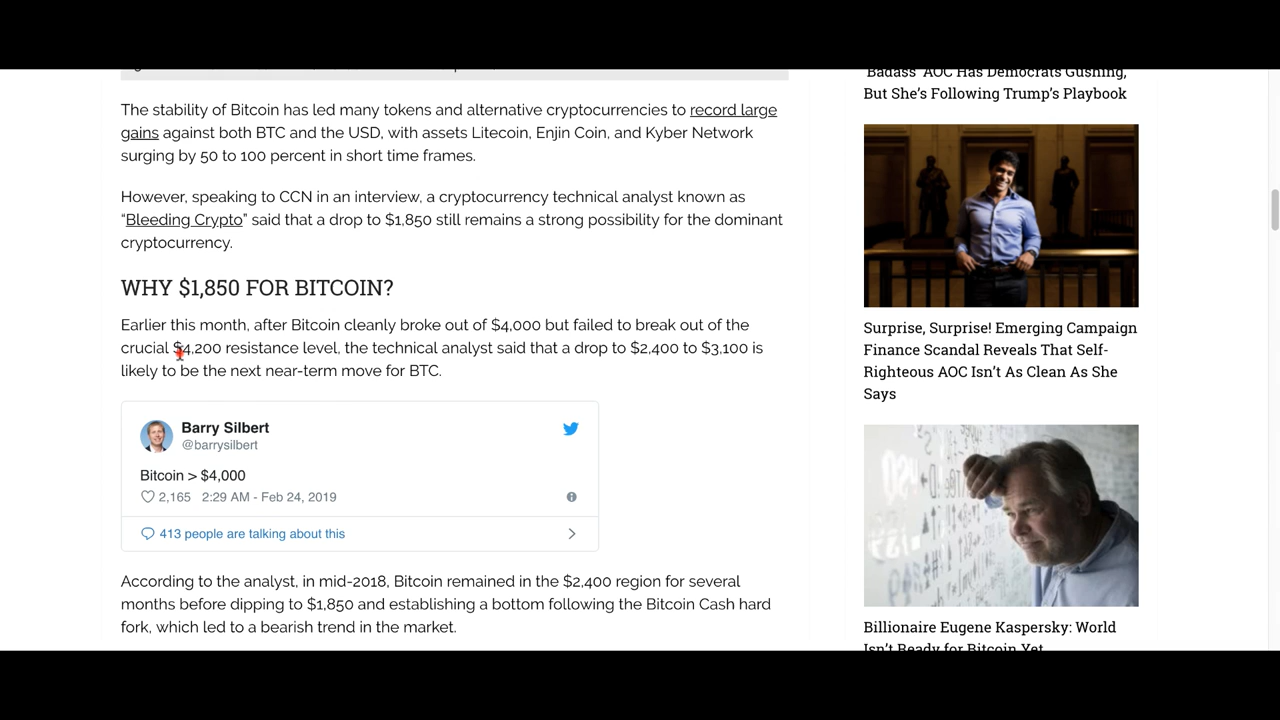 The stability of Bitcoin has led many tokens and alternative cryptocurrencies to record large
gains against both BTC and the USD, with assets Litecoin, Enjin Coin, and Kyber Network
surging by 50 to 100 percent in short time frames.
However, speaking to CCN in an interview, a cryptocurrency technical analyst known as
“Bleeding Crypto” said that a drop to $1,850 still remains a strong possibility for the dominant
cryptocurrency.
WHY $1,850 FOR BITCOIN?
Earlier this month, after Bitcoin cleanly broke out of $4,000 but failed to break out of the
crucial $4,200 resistance level, the technical analyst said that a drop to $2,400 to $3,100 is
likely to be the next near-term move for BTC.
Barry Silbert
@barrysilbert
Bitcoin > $4,000
2,165 2:29 AM - Feb 24, 2019
413 people are talking about this
According to the analyst, in mid-2018, Bitcoin remained in the $2,400 region for several
months before dipping to $1,850 and establishing a bottom following the Bitcoin Cash hard
fork, which led to a bearish trend in the market.
'Badass' AOC Has Democrats Gushing,
But She’s Following Trump’s Playbook
Surprise, Surprise! Emerging Campaign
Finance Scandal Reveals That Self-
Righteous AOC Isn’t As Clean As She
Says
Billionaire Eugene Kaspersky: World
Isn’t Ready for Bitcoin Yet